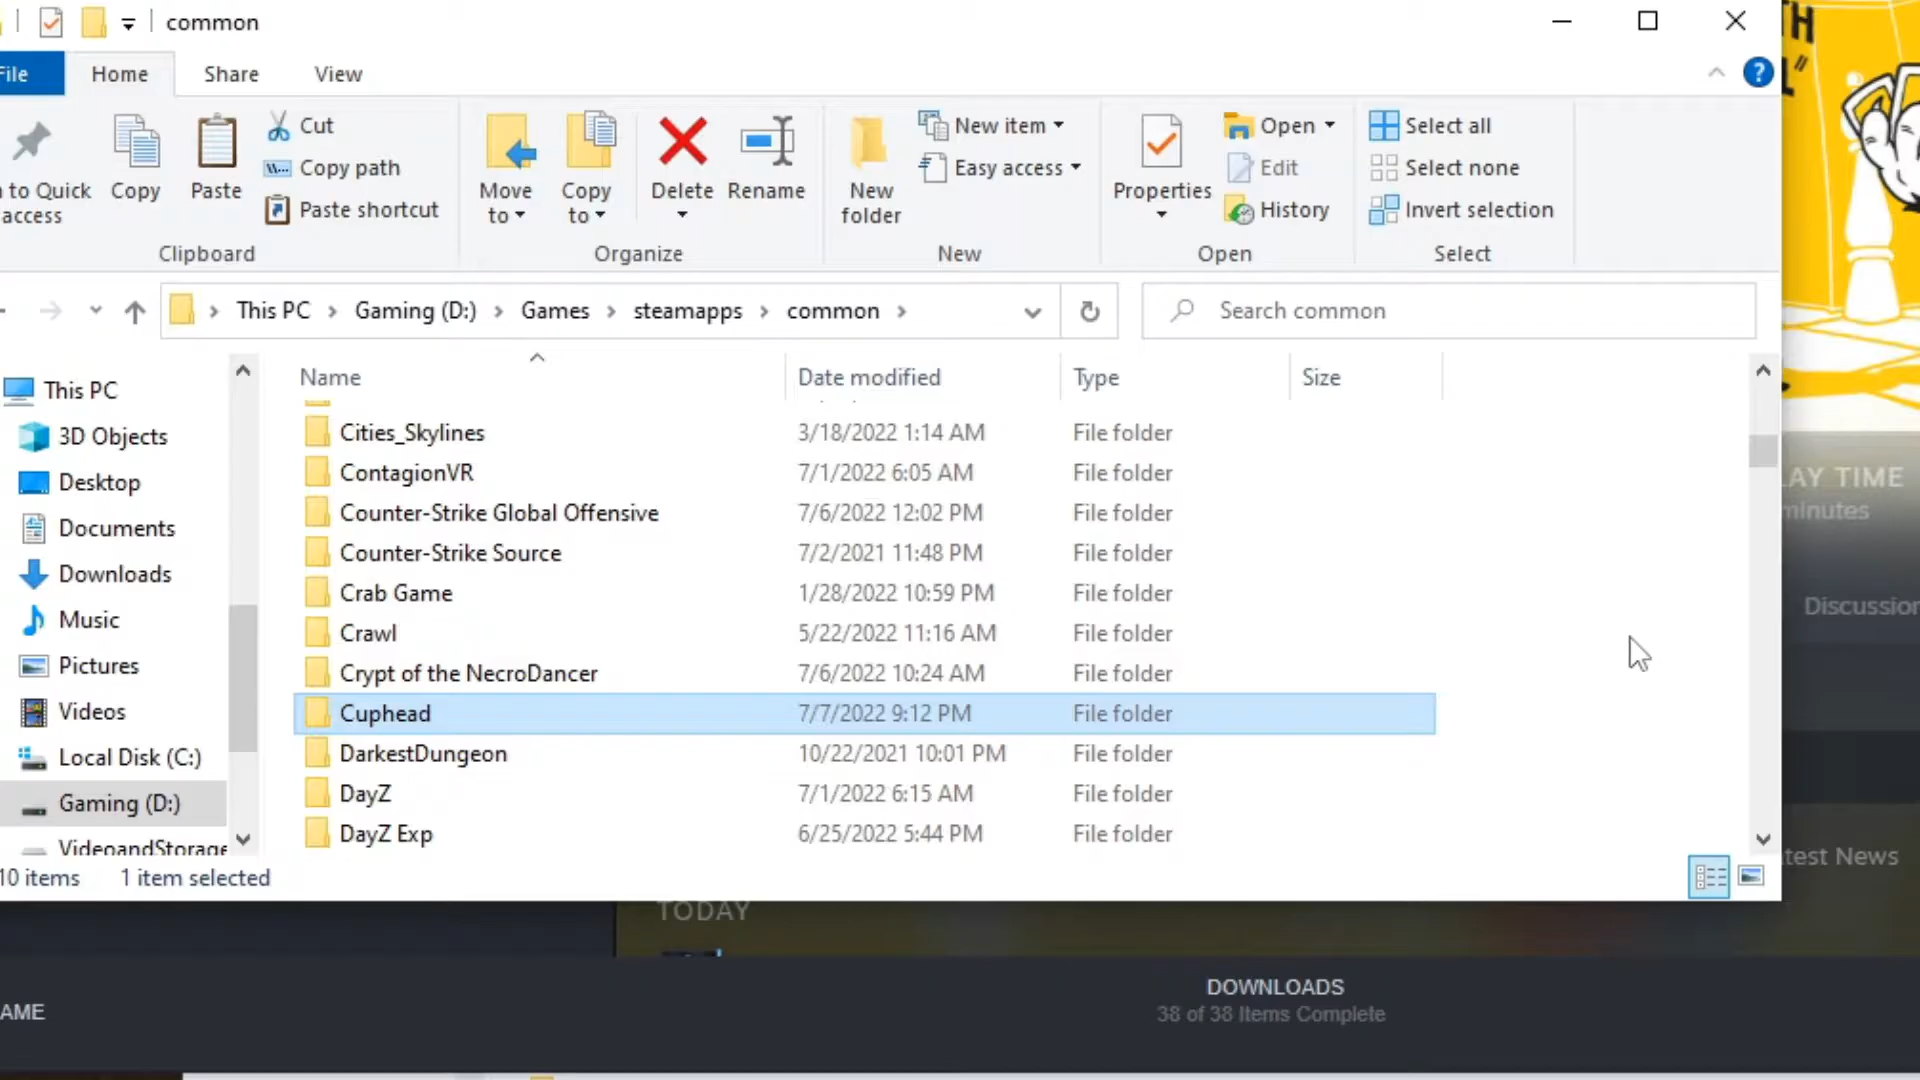 common
File
Home
Share
View
to Quick
access
Copy
Paste
Cut
Copy path
Paste shortcut
Clipboard
Move
to
Copy
to
Delete
Rename
Organize
New
folder
New item
Easy access
New
Properties
Open
Edit
History
Open
Select all
Select none
Invert selection
Select
This PC > Gaming (D:) > Games > steamapps > common >
Search common
This PC
3D Objects
Desktop
Documents
Downloads
Music
Pictures
Videos
Local Disk (C:)
Gaming (D:)
VideoandStorage
Name Date modified Type Size
Cities_Skylines 3/18/2022 1:14 AM File folder
ContagionVR 7/1/2022 6:05 AM File folder
Counter-Strike Global Offensive 7/6/2022 12:02 PM File folder
Counter-Strike Source 7/2/2021 11:48 PM File folder
Crab Game 1/28/2022 10:59 PM File folder
Crawl 5/22/2022 11:16 AM File folder
Crypt of the NecroDancer 7/6/2022 10:24 AM File folder
Cuphead 7/7/2022 9:12 PM File folder
DarkestDungeon 10/22/2021 10:01 PM File folder
DayZ 7/1/2022 6:15 AM File folder
DayZ Exp 6/25/2022 5:44 PM File folder
10 items 1 item selected
TH
L"
LAY TIME
minutes
Discussion
test News
TODAY
AME
DOWNLOADS
38 of 38 Items Complete